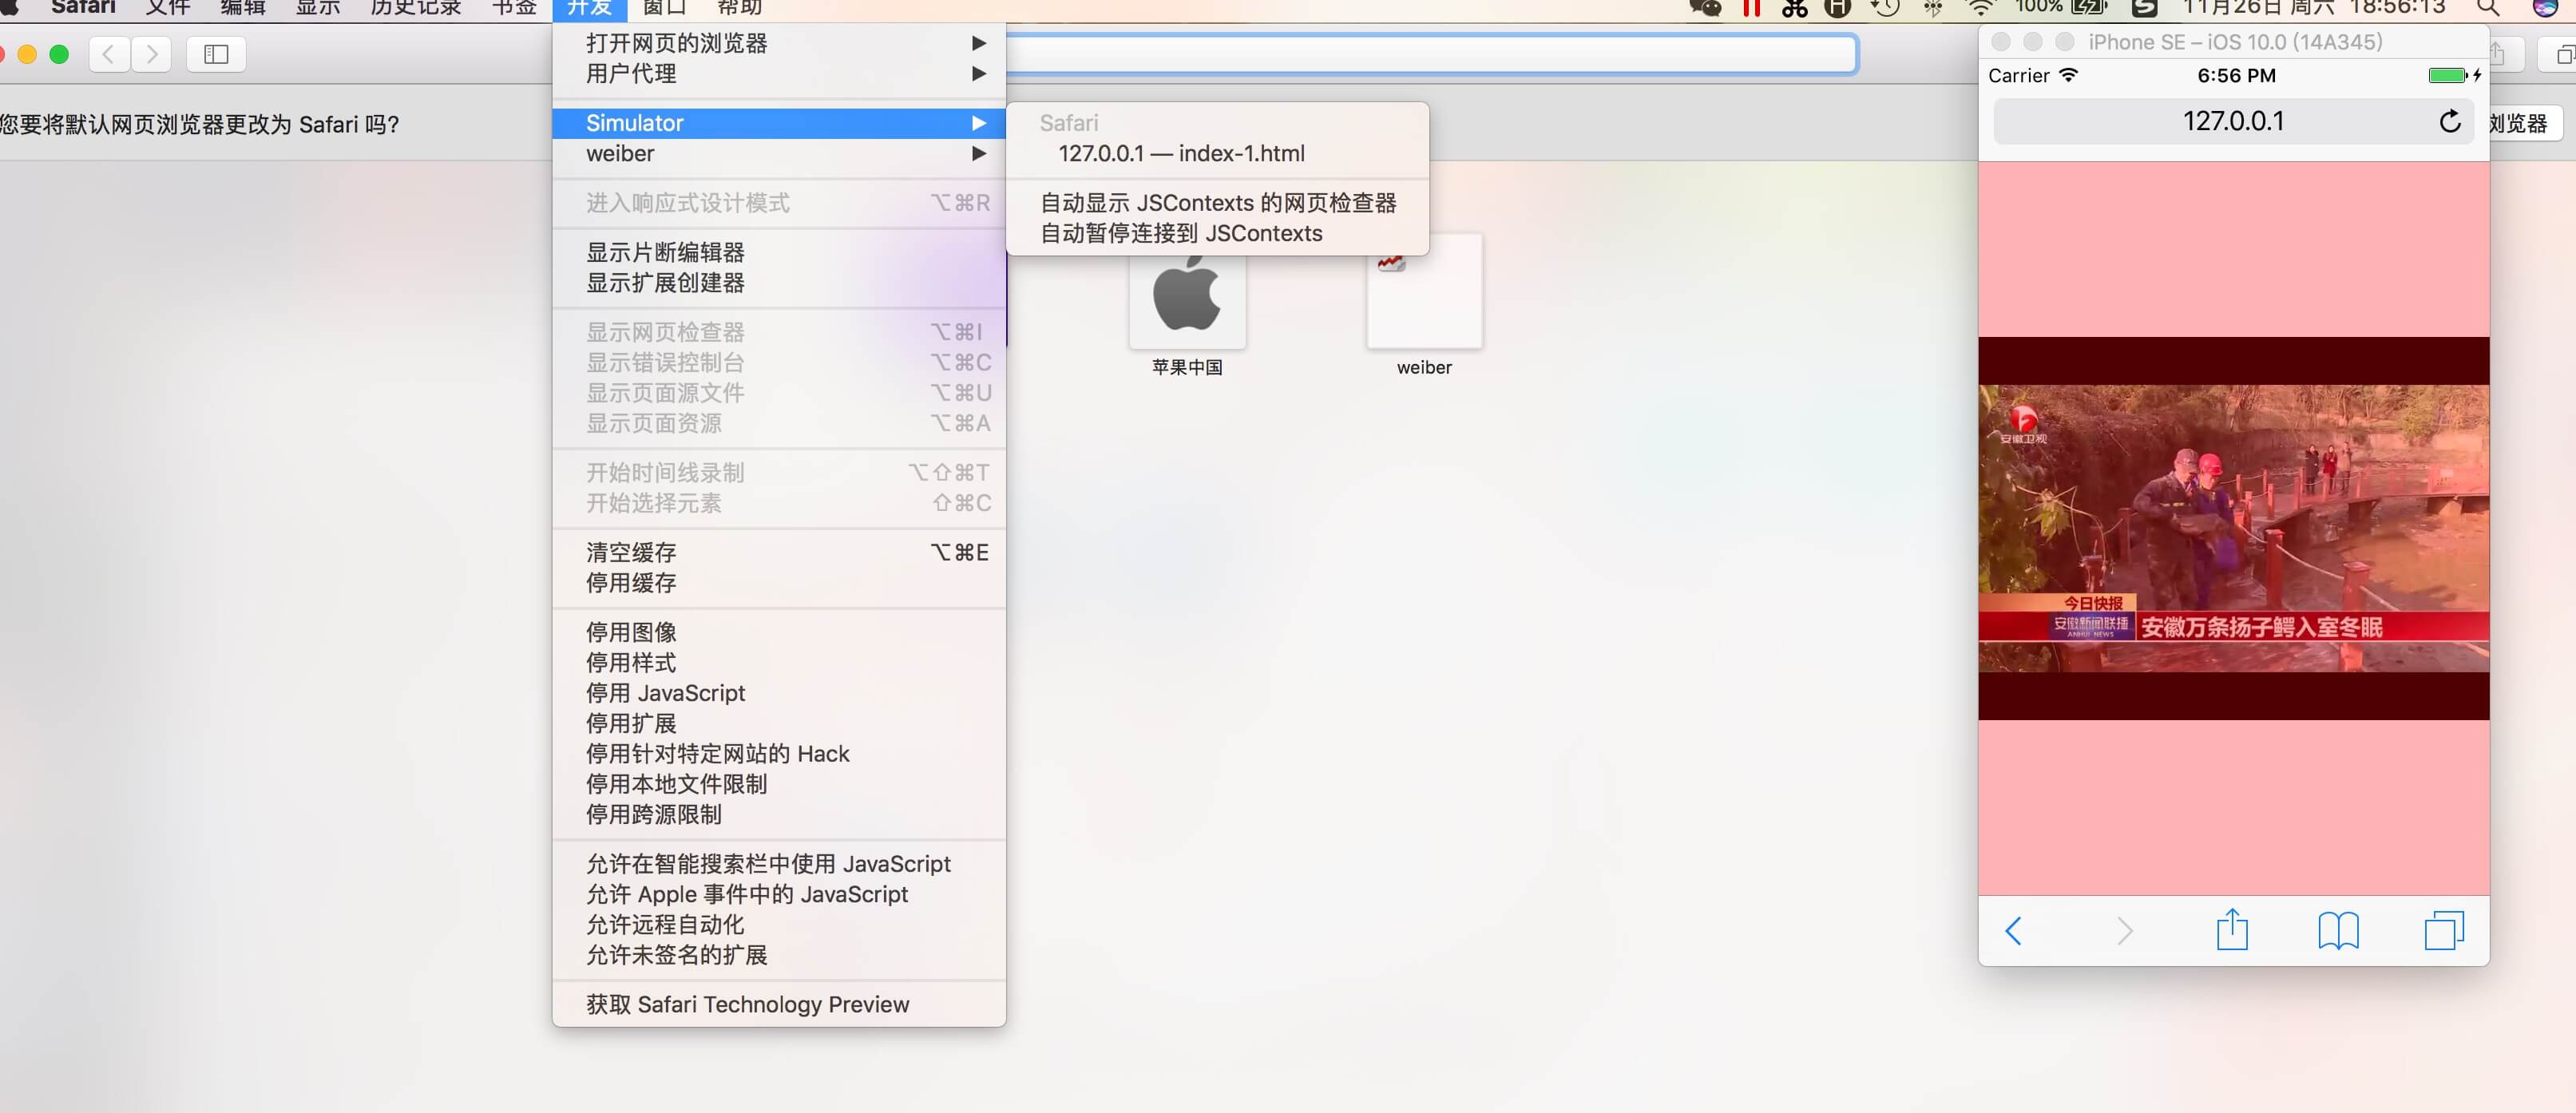 Safari 文件 编辑 显示 历史记录 书签 开发 窗口 帮助
100% 11月26日 周六 18:56:13
您要将默认网页浏览器更改为 Safari 吗?
浏览器
打开网页的浏览器
用户代理
Simulator
weiber
进入响应式设计模式 ⌥⌘R
显示片断编辑器
显示扩展创建器
显示网页检查器 ⌥⌘I
显示错误控制台 ⌥⌘C
显示页面源文件 ⌥⌘U
显示页面资源 ⌥⌘A
开始时间线录制 ⌥⇧⌘T
开始选择元素 ⇧⌘C
清空缓存 ⌥⌘E
停用缓存
停用图像
停用样式
停用 JavaScript
停用扩展
停用针对特定网站的 Hack
停用本地文件限制
停用跨源限制
允许在智能搜索栏中使用 JavaScript
允许 Apple 事件中的 JavaScript
允许远程自动化
允许未签名的扩展
获取 Safari Technology Preview
Safari
127.0.0.1 — index-1.html
自动显示 JSContexts 的网页检查器
自动暂停连接到 JSContexts
苹果中国
weiber
iPhone SE – iOS 10.0 (14A345)
Carrier 6:56 PM
127.0.0.1
安徽卫视
今日快报
安徽新闻联播
ANHUI NEWS
安徽万条扬子鳄入室冬眠